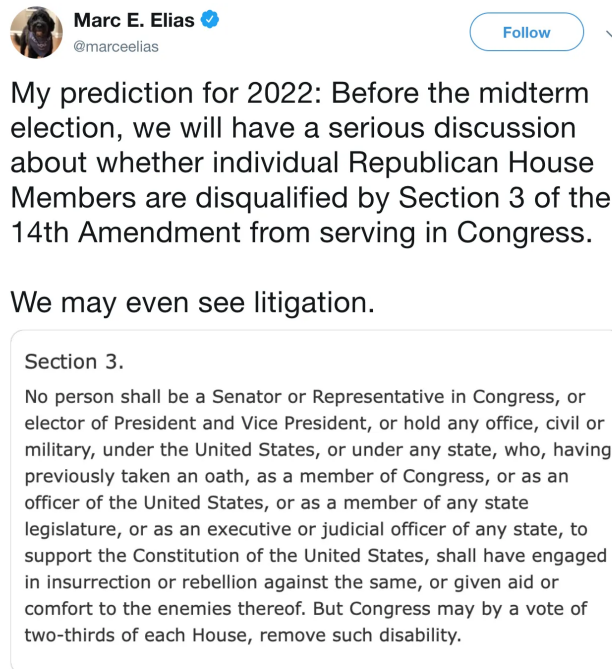 Marc E. Elias
@marceelias
Follow
My prediction for 2022: Before the midterm
election, we will have a serious discussion
about whether individual Republican House
Members are disqualified by Section 3 of the
14th Amendment from serving in Congress.
We may even see litigation.
Section 3.
No person shall be a Senator or Representative in Congress, or
elector of President and Vice President, or hold any office, civil or
military, under the United States, or under any state, who, having
previously taken an oath, as a member of Congress, or as an
officer of the United States, or as a member of any state
legislature, or as an executive or judicial officer of any state, to
support the Constitution of the United States, shall have engaged
in insurrection or rebellion against the same, or given aid or
comfort to the enemies thereof. But Congress may by a vote of
two-thirds of each House, remove such disability.